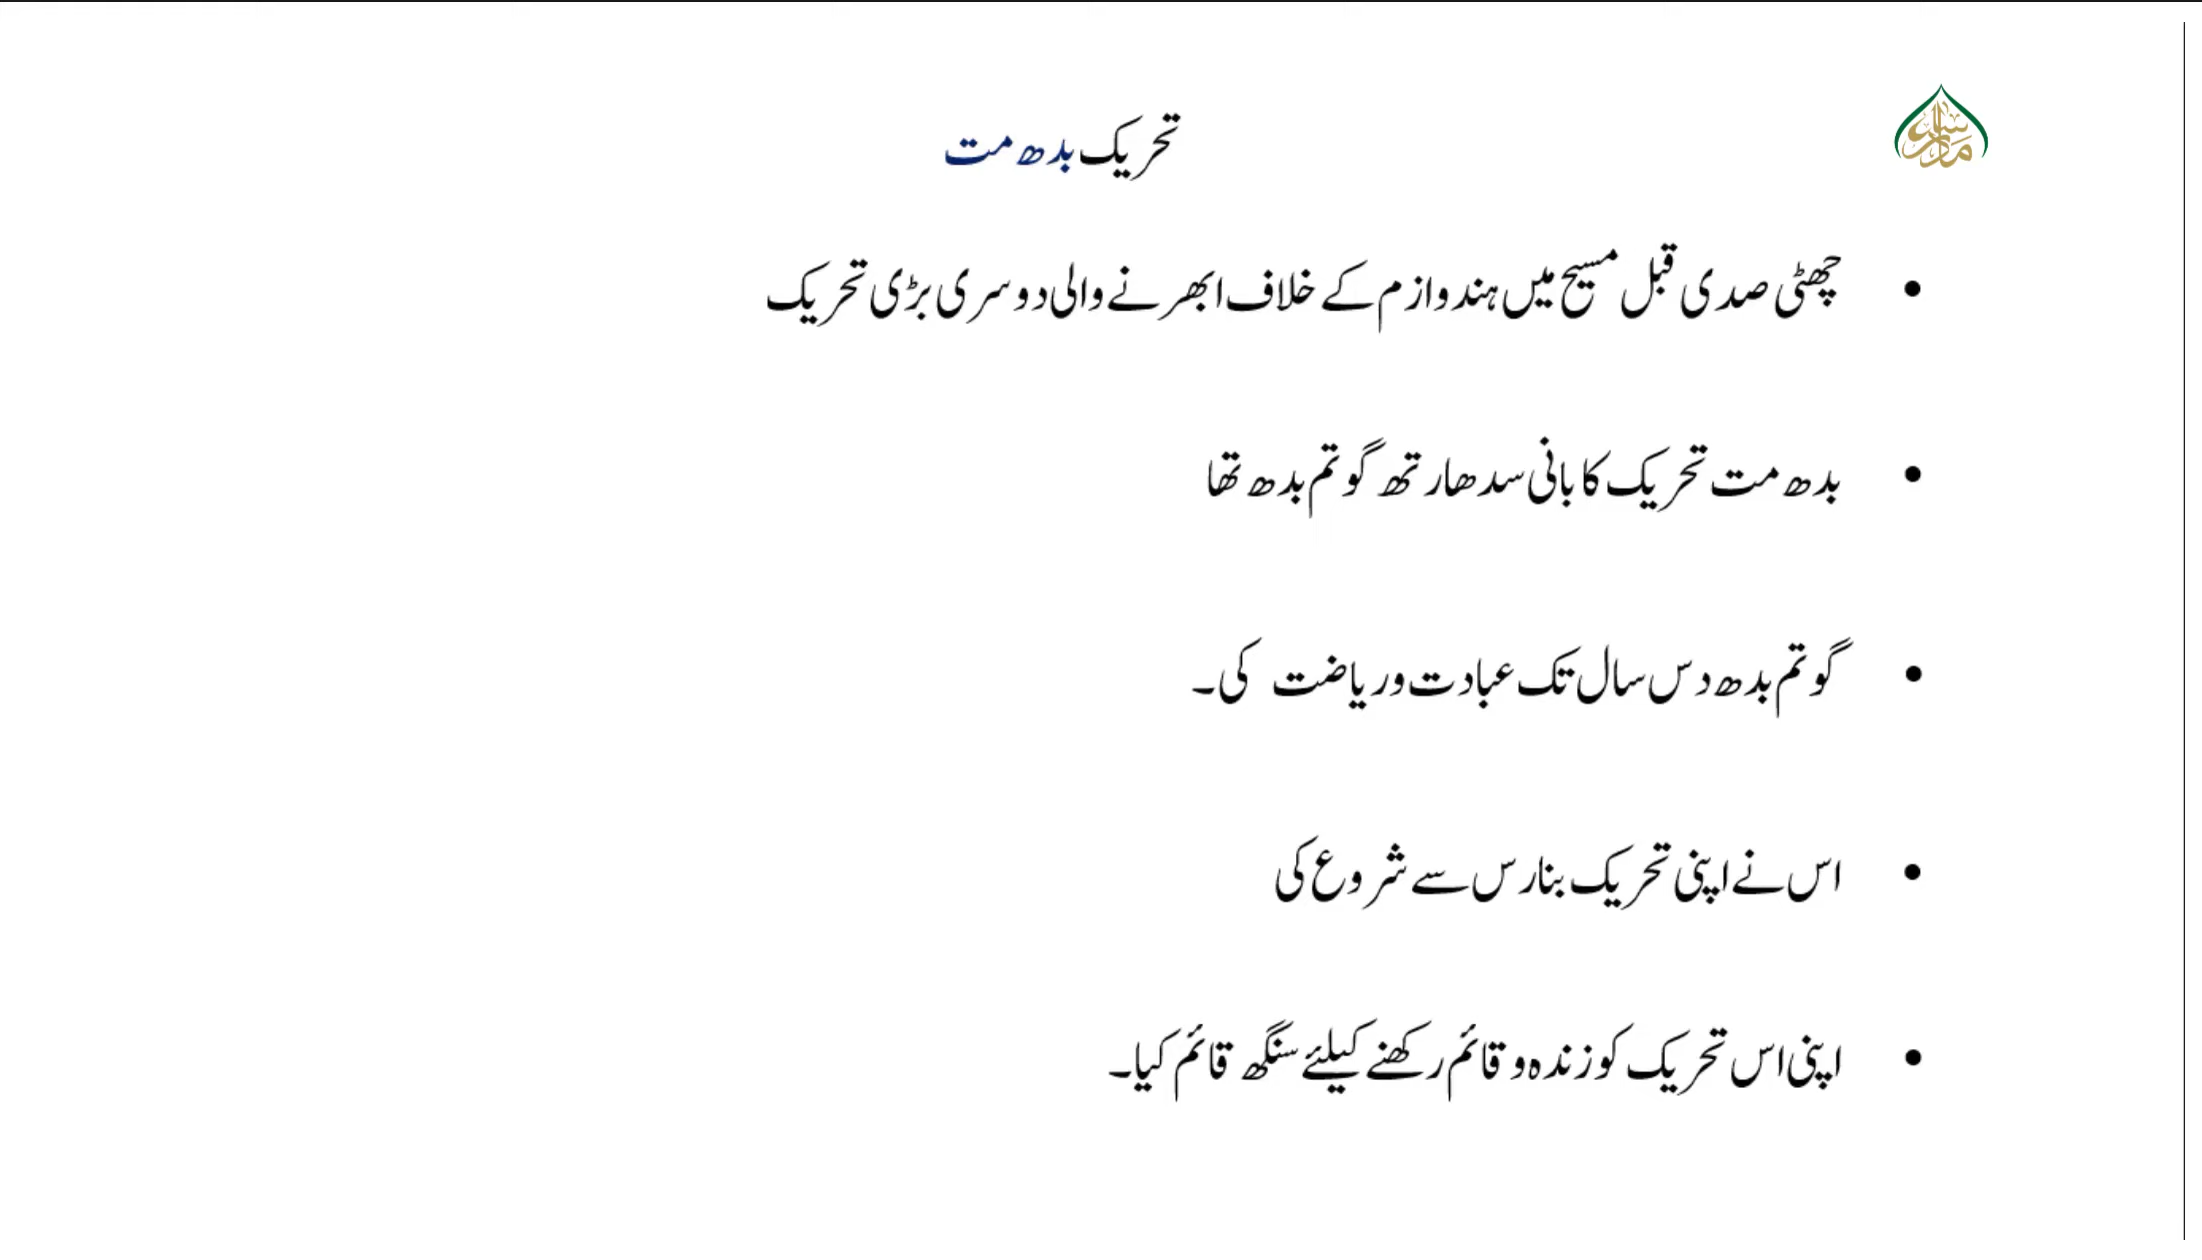 تحریک بدھ مت
• چھٹی صدی قبل مسیح میں ہندوازم کے خلاف ابھرنے والی دوسری بڑی تحریک
• بدھ مت تحریک کا بانی سدھارتھ گوتم بدھ تھا
• گوتم بدھ دس سال تک عبادت وریاضت کی۔
• اس نے اپنی تحریک بنارس سے شروع کی
• اپنی اس تحریک کو زندہ و قائم رکھنے کیلئے سنگھ قائم کیا۔